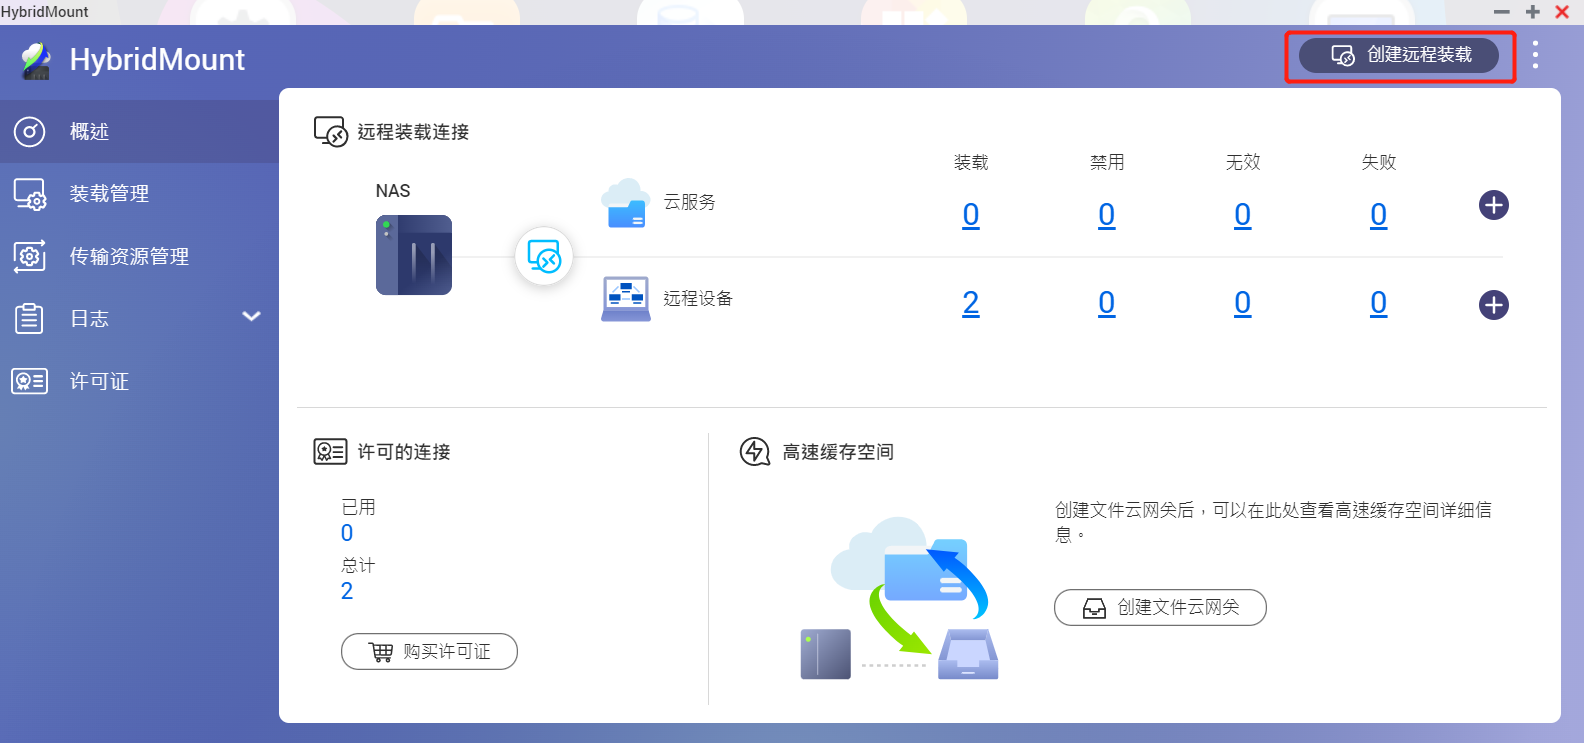 HybridMount
HybridMount
创建远程装载
概述
装载管理
传输资源管理
日志
许可证
远程装载连接
装载 禁用 无效 失败
NAS
云服务 0 0 0 0
远程设备 2 0 0 0
许可的连接
已用
0
总计
2
购买许可证
高速缓存空间
创建文件云网关后，可以在此处查看高速缓存空间详细信
息。
创建文件云网关